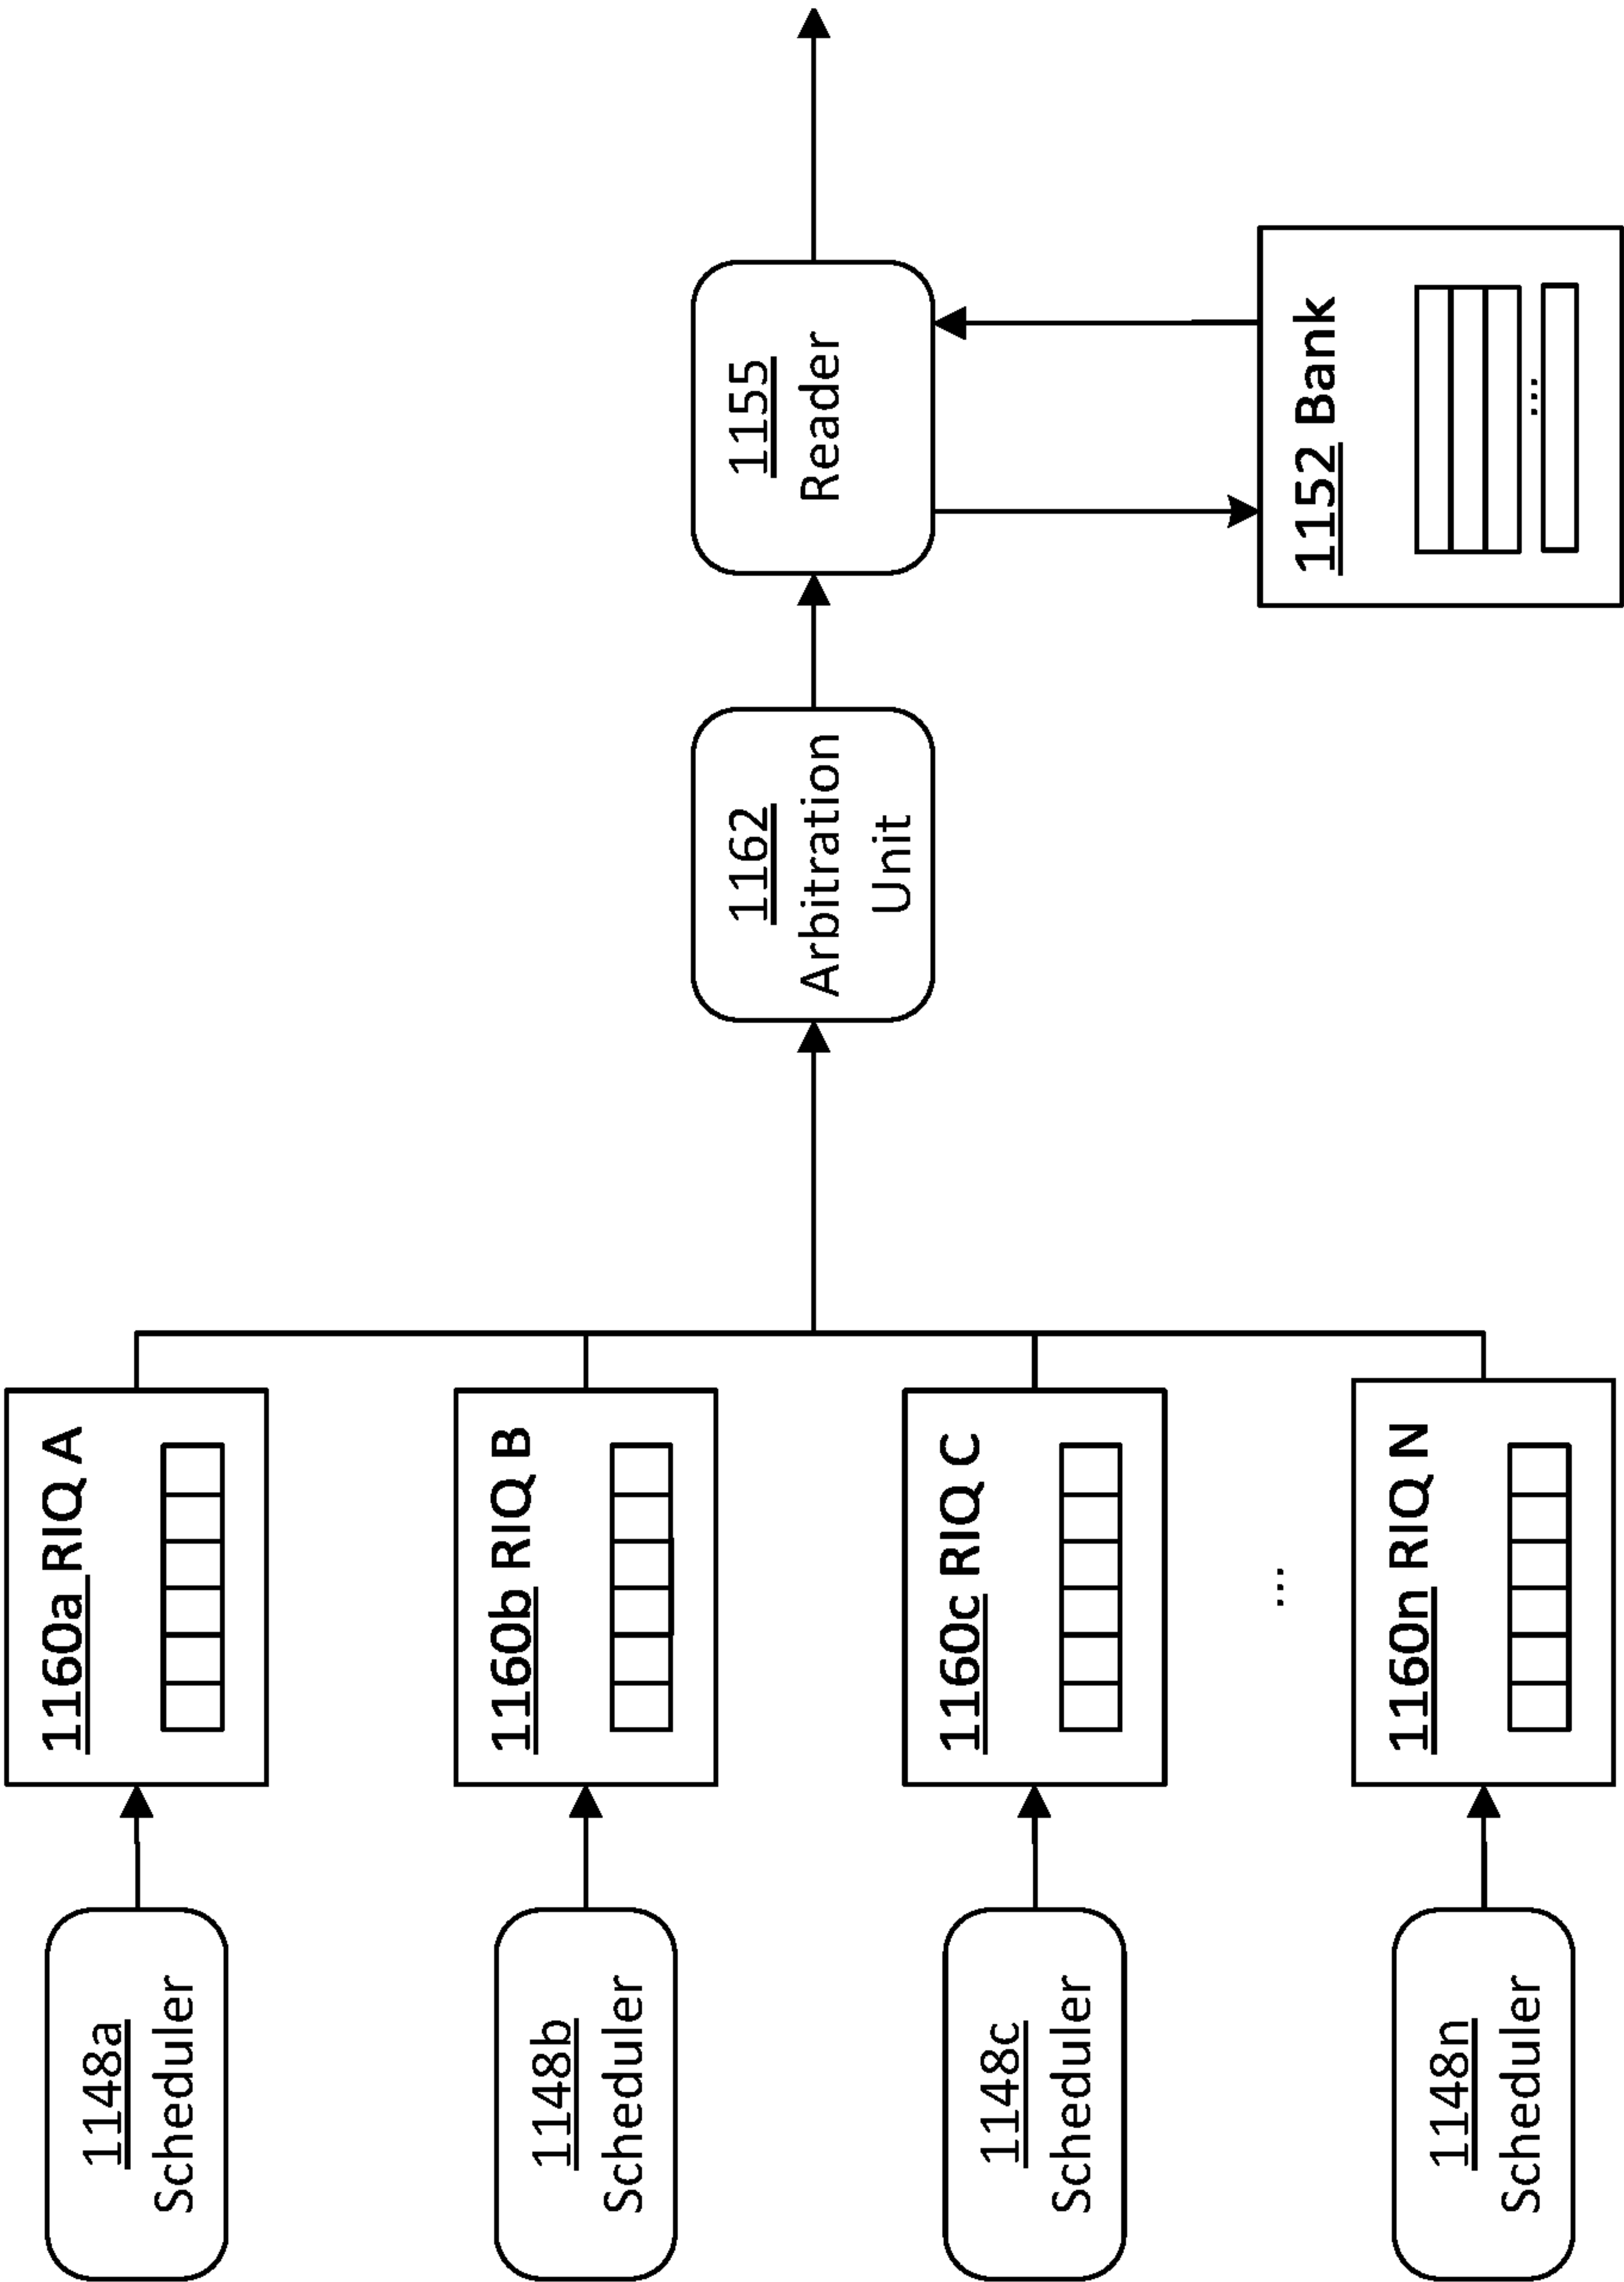 1148a
Scheduler
1160a RIQ A
1148b
Scheduler
1160b RIQ B
1148c
Scheduler
1160c RIQ C
...
1148n
Scheduler
1160n RIQ N
1162
Arbitration
Unit
1155
Reader
1152 Bank
...